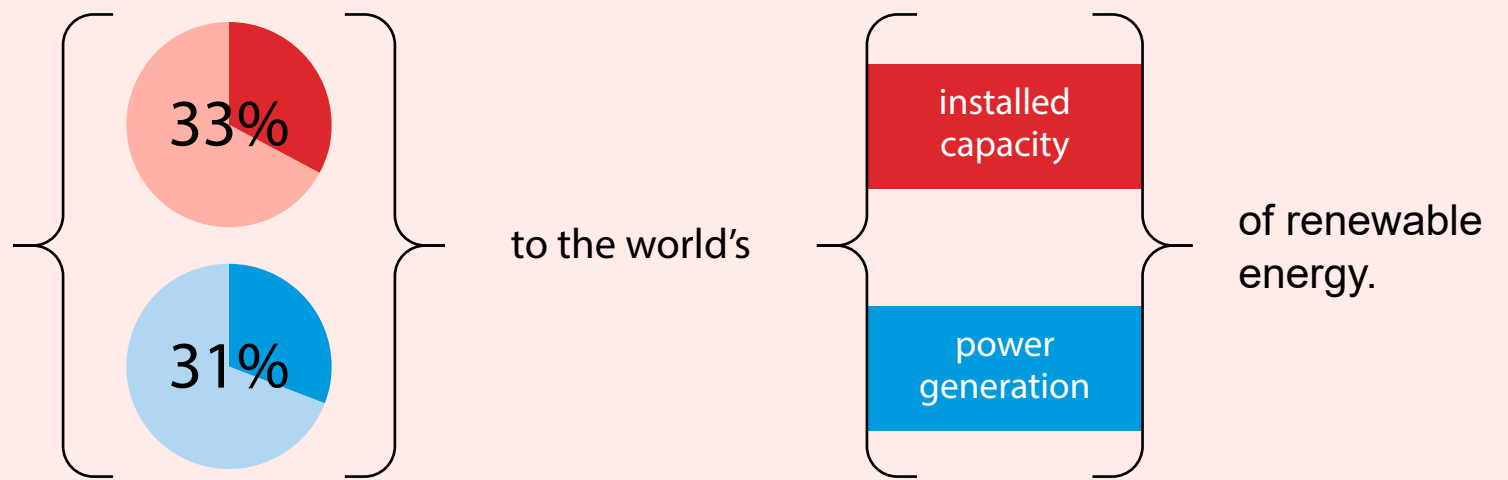 33%
31%
to the world's
installed
capacity
power
generation
of renewable
energy.